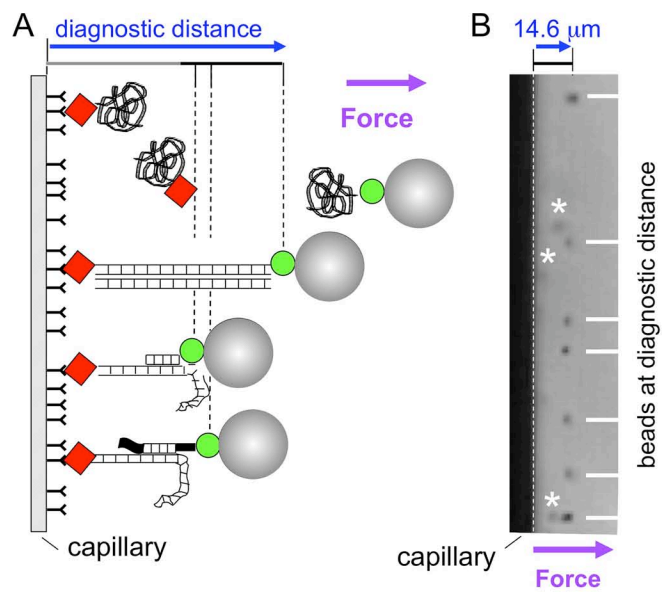 A
diagnostic distance
Force
capillary
B
14.6 μm
*
*
*
beads at diagnostic distance
capillary
Force